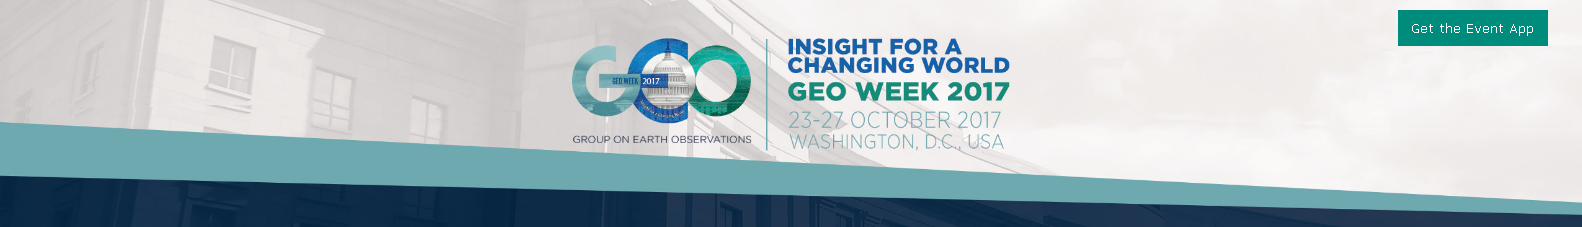 Get the Event App
GEO
GEO WEEK 2017
GROUP ON EARTH OBSERVATIONS
INSIGHT FOR A
CHANGING WORLD
GEO WEEK 2017
23-27 OCTOBER 2017
WASHINGTON, D.C., USA